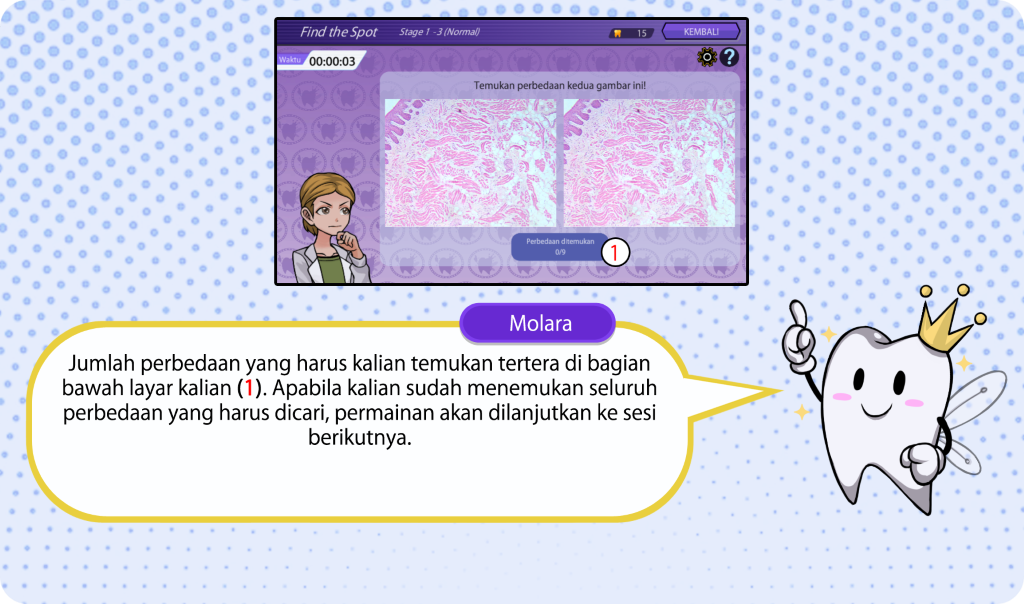 Find the Spot
Stage 1 - 3 (Normal)
15
KEMBALI
Waktu
00:00:03
?
Temukan perbedaan kedua gambar ini!
Perbedaan ditemukan
0/9
1
Molara
Jumlah perbedaan yang harus kalian temukan tertera di bagian
bawah layar kalian (1). Apabila kalian sudah menemukan seluruh
perbedaan yang harus dicari, permainan akan dilanjutkan ke sesi
berikutnya.